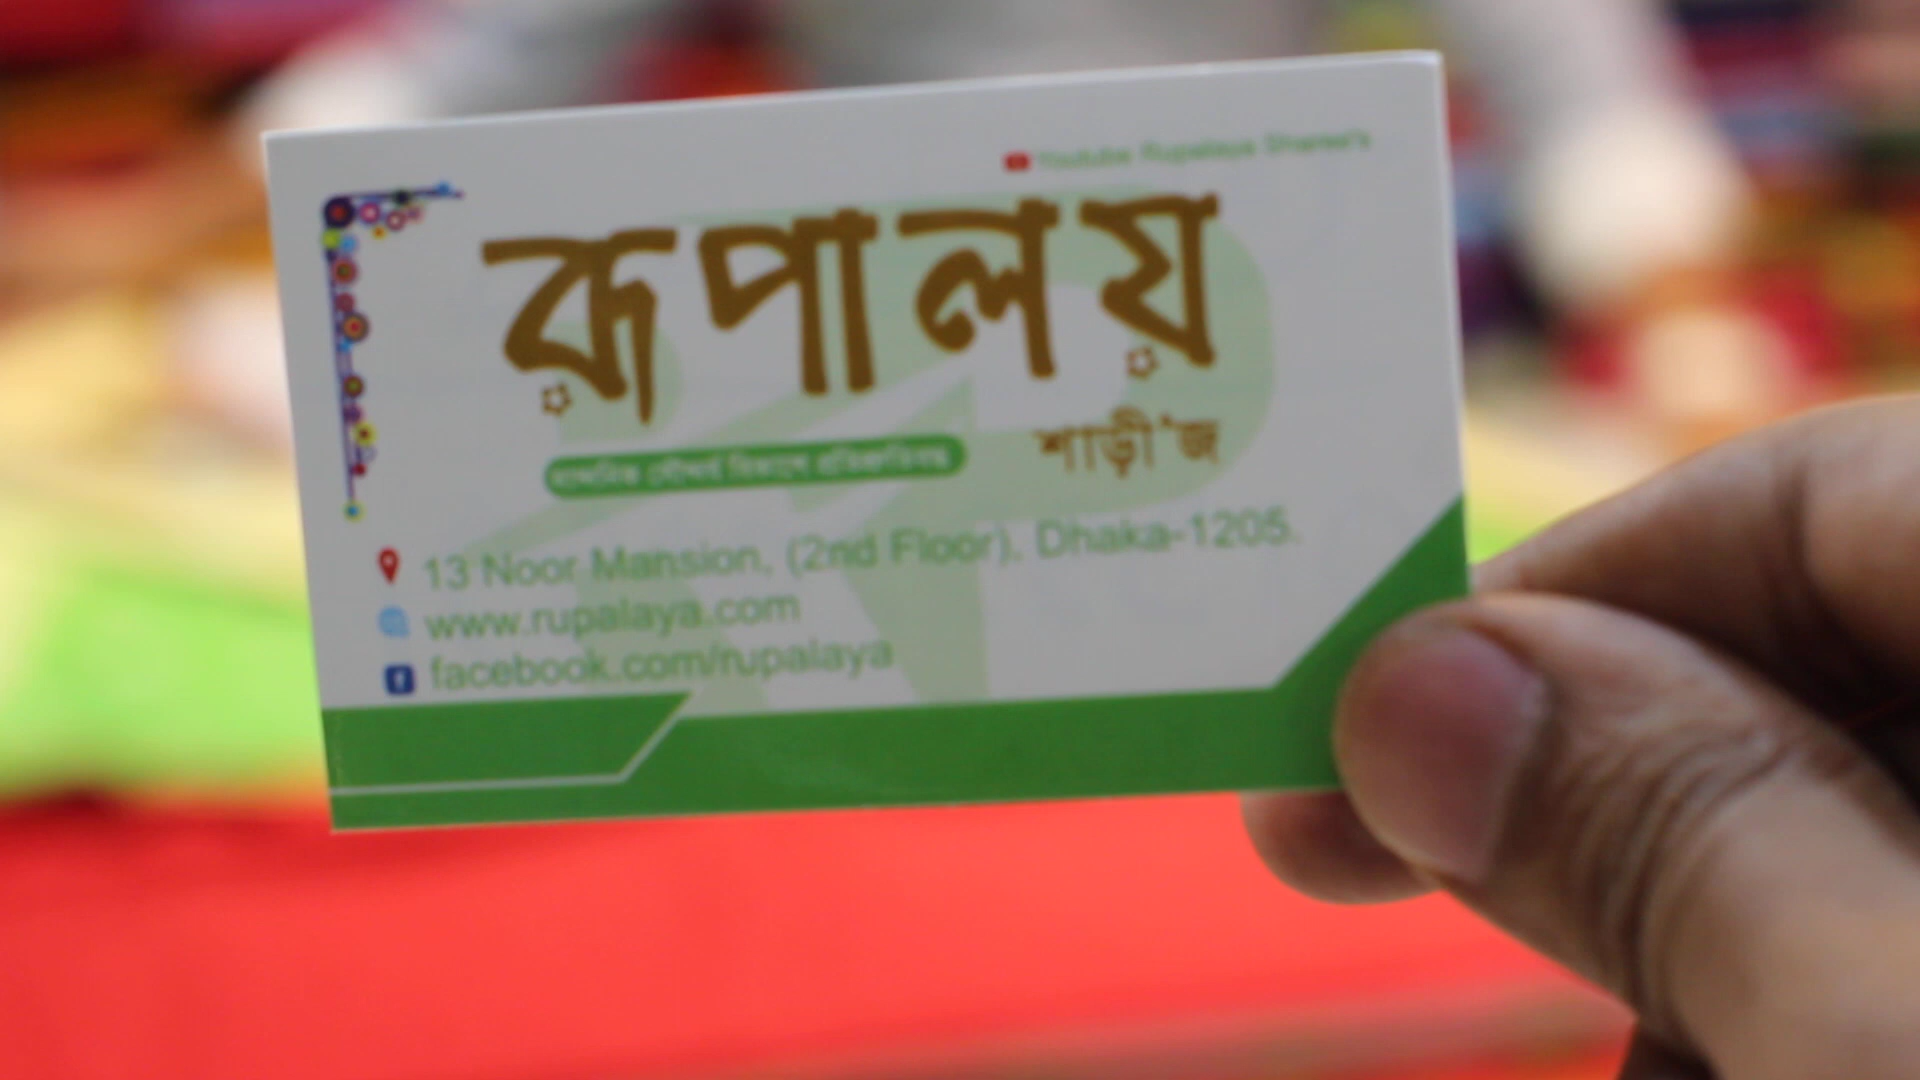 Youtube Rupalaya Sharee's
রূপালয়
শাড়ী'জ
13 Noor Mansion, (2nd Floor). Dhaka-1205.
www.rupalaya.com
facebook.com/rupalaya